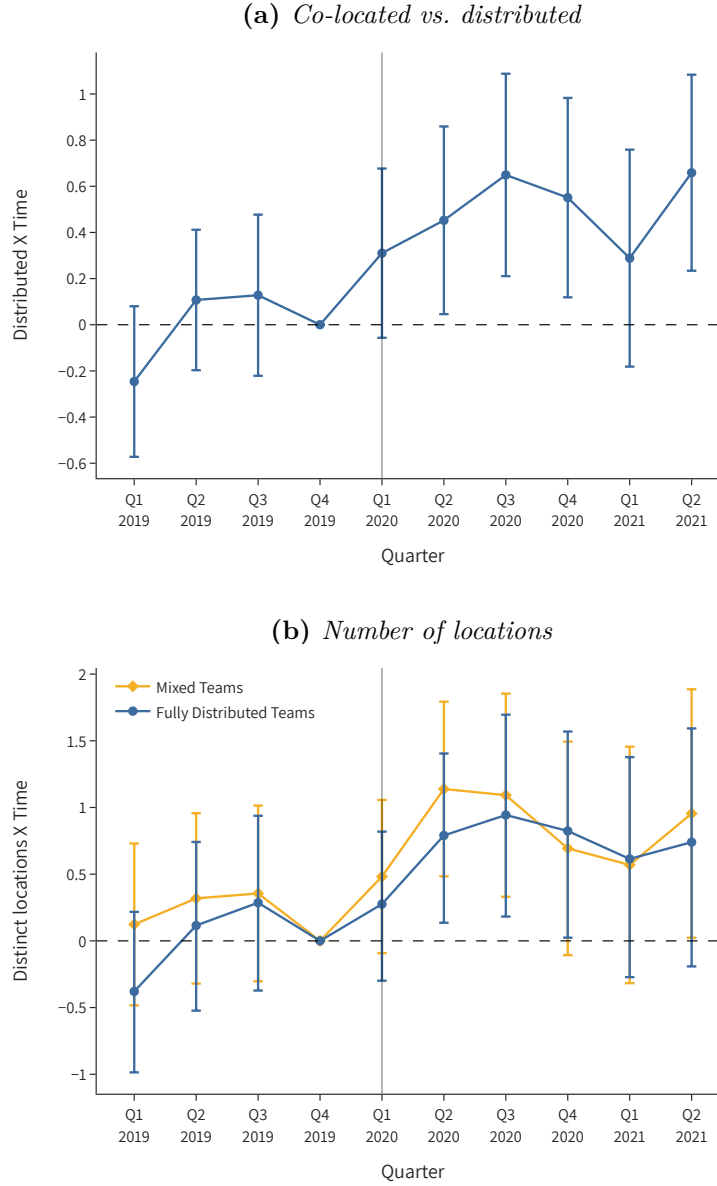 (a) Co-located vs. distributed
Distributed X Time
1
0.8
0.6
0.4
0.2
0
−0.2
−0.4
−0.6
Q1 Q2 Q3 Q4 Q1 Q2 Q3 Q4 Q1 Q2
2019 2019 2019 2019 2020 2020 2020 2020 2021 2021
Quarter
(b) Number of locations
Distinct locations X Time
2
1.5
1
0.5
0
−0.5
−1
Mixed Teams
Fully Distributed Teams
Q1 Q2 Q3 Q4 Q1 Q2 Q3 Q4 Q1 Q2
2019 2019 2019 2019 2020 2020 2020 2020 2021 2021
Quarter